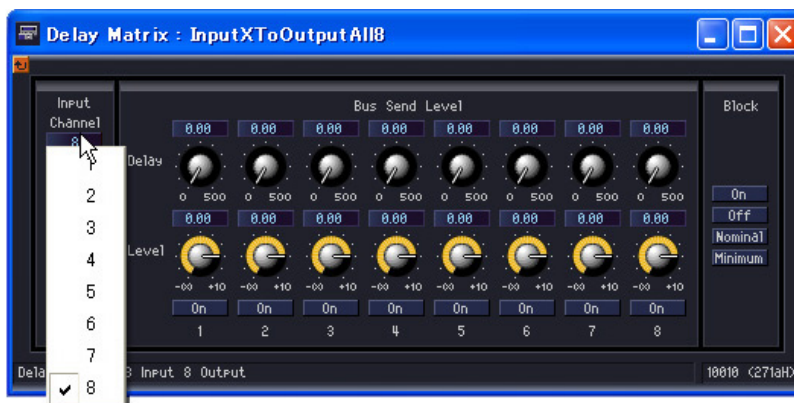 Delay Matrix : InputXToOutputAll8
Input
Channel
8
1
2
3
4
5
6
7
8
Bus Send Level
0.00 0.00 0.00 0.00 0.00 0.00 0.00 0.00
Delay
0 500 0 500 0 500 0 500 0 500 0 500 0 500 0 500
0.00 0.00 0.00 0.00 0.00 0.00 0.00 0.00
Level
-∞ +10 -∞ +10 -∞ +10 -∞ +10 -∞ +10 -∞ +10 -∞ +10 -∞ +10
On On On On On On On On
1 2 3 4 5 6 7 8
Block
On
Off
Nominal
Minimum
Input 8 Output
10010 (271aH)